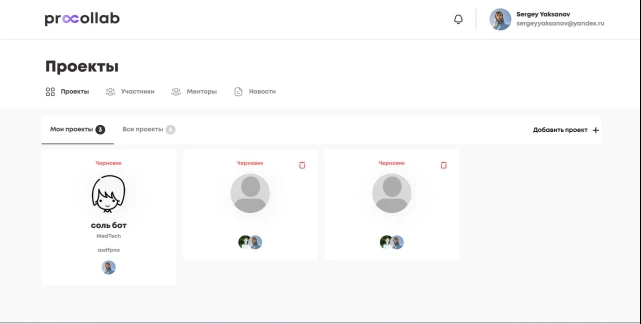 procollab
Sergey Yaksanov
sergeyyaksanov@yandex.ru
Проекты
Проекты
Участники
Менторы
Новости
Мои проекты 3
Все проекты
Добавить проект +
Черновик
Черновик
Черновик
соль бот
MedTech
asdfpno